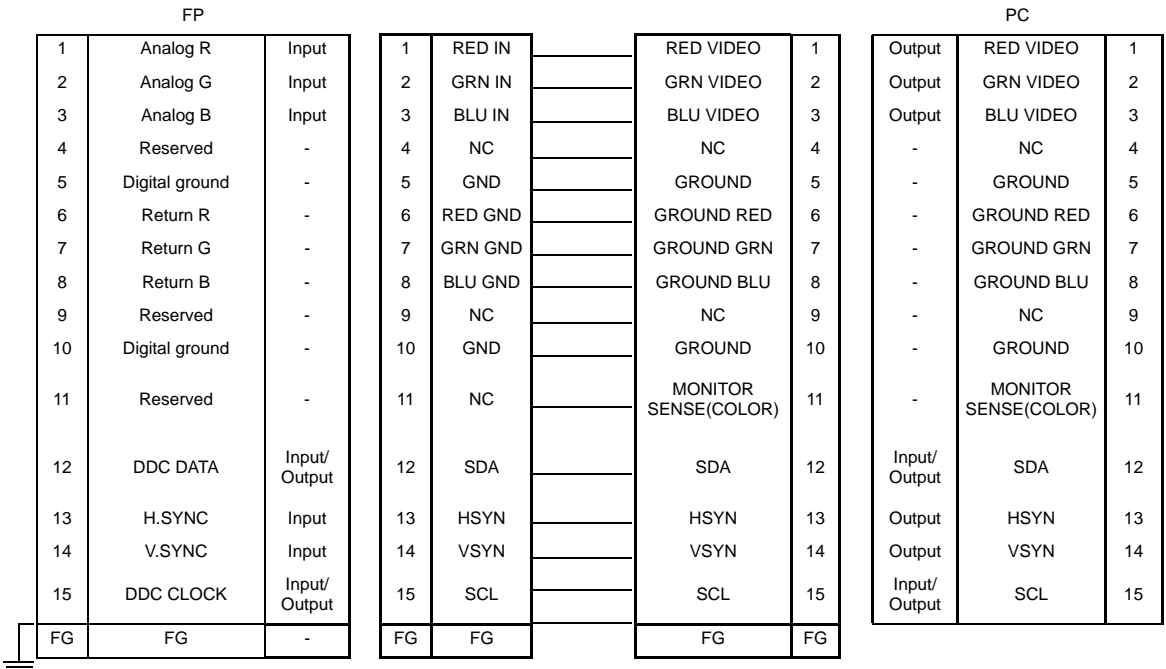 FP PC
1 Analog R Input 1 RED IN RED VIDEO 1 Output RED VIDEO 1
2 Analog G Input 2 GRN IN GRN VIDEO 2 Output GRN VIDEO 2
3 Analog B Input 3 BLU IN BLU VIDEO 3 Output BLU VIDEO 3
4 Reserved - 4 NC NC 4 - NC 4
5 Digital ground - 5 GND GROUND 5 - GROUND 5
6 Return R - 6 RED GND GROUND RED 6 - GROUND RED 6
7 Return G - 7 GRN GND GROUND GRN 7 - GROUND GRN 7
8 Return B - 8 BLU GND GROUND BLU 8 - GROUND BLU 8
9 Reserved - 9 NC NC 9 - NC 9
10 Digital ground - 10 GND GROUND 10 - GROUND 10
11 Reserved - 11 NC MONITOR SENSE(COLOR) 11 - MONITOR SENSE(COLOR) 11
12 DDC DATA Input/ Output 12 SDA SDA 12 Input/ Output SDA 12
13 H.SYNC Input 13 HSYN HSYN 13 Output HSYN 13
14 V.SYNC Input 14 VSYN VSYN 14 Output VSYN 14
15 DDC CLOCK Input/ Output 15 SCL SCL 15 Input/ Output SCL 15
FG FG - FG FG FG FG